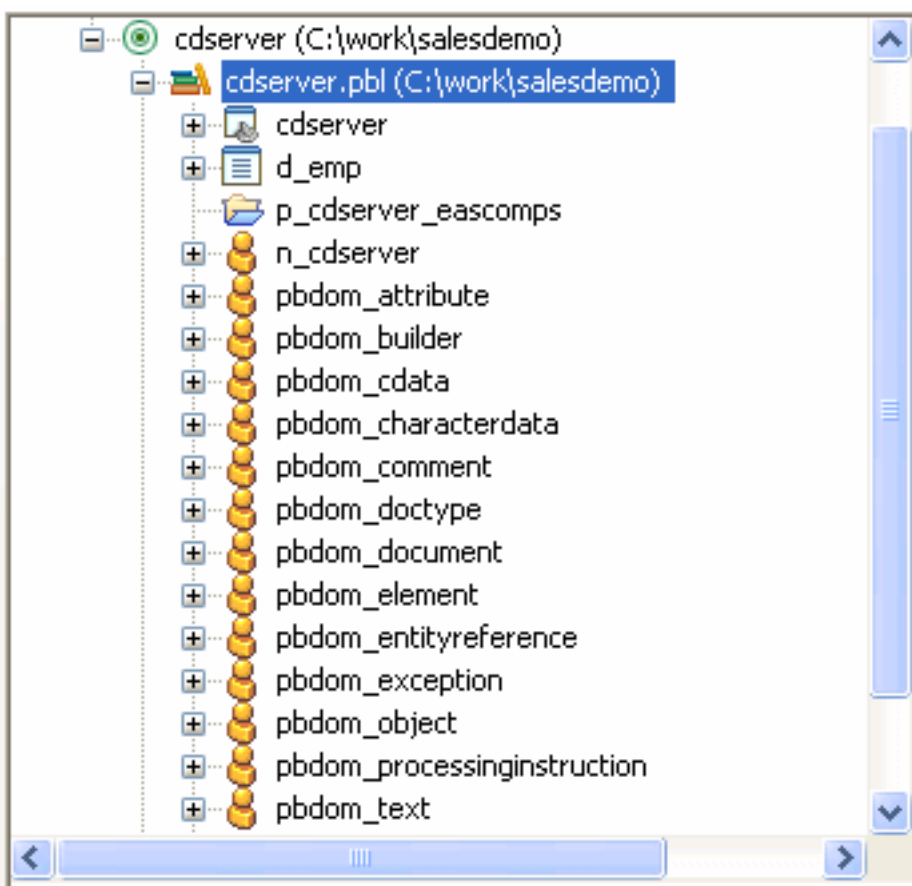 cdserver (C:\work\salesdemo)
cdserver.pbl (C:\work\salesdemo)
cdserver
d_emp
p_cdserver_eascomps
n_cdserver
pbdom_attribute
pbdom_builder
pbdom_cdata
pbdom_characterdata
pbdom_comment
pbdom_doctype
pbdom_document
pbdom_element
pbdom_entityreference
pbdom_exception
pbdom_object
pbdom_processinginstruction
pbdom_text